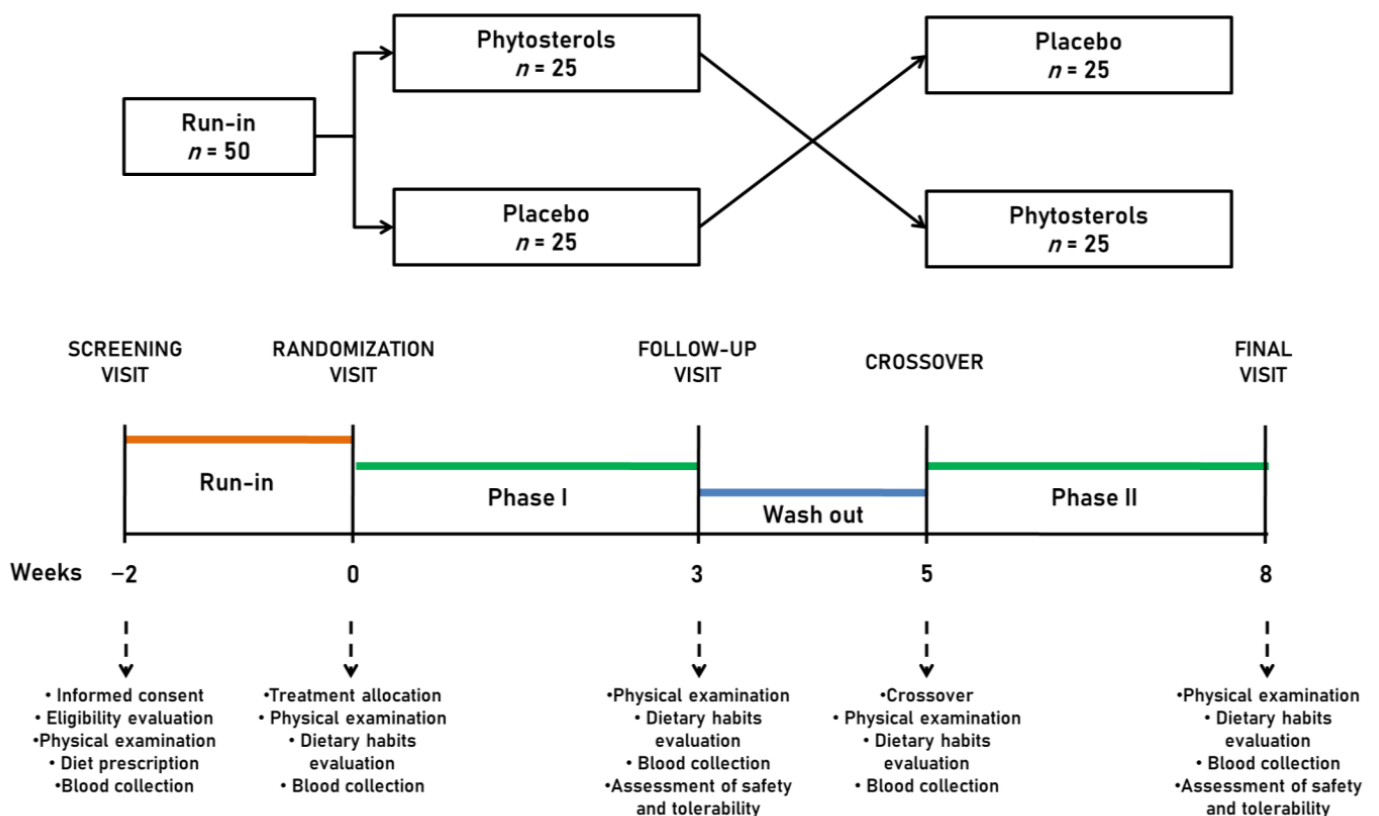 Phytosterols
n = 25
Placebo
n = 25
Run-in
n = 50
Placebo
n = 25
Phytosterols
n = 25
SCREENING
VISIT
RANDOMIZATION
VISIT
FOLLOW-UP
VISIT
CROSSOVER
FINAL
VISIT
Run-in
Phase I
Wash out
Phase II
Weeks −2 0 3 5 8
• Informed consent
• Eligibility evaluation
•Physical examination
• Diet prescription
•Blood collection
•Treatment allocation
• Physical examination
• Dietary habits
evaluation
• Blood collection
•Physical examination
• Dietary habits
evaluation
• Blood collection
•Assessment of safety
and tolerability
•Crossover
• Physical examination
• Dietary habits
evaluation
• Blood collection
•Physical examination
• Dietary habits
evaluation
• Blood collection
•Assessment of safety
and tolerability